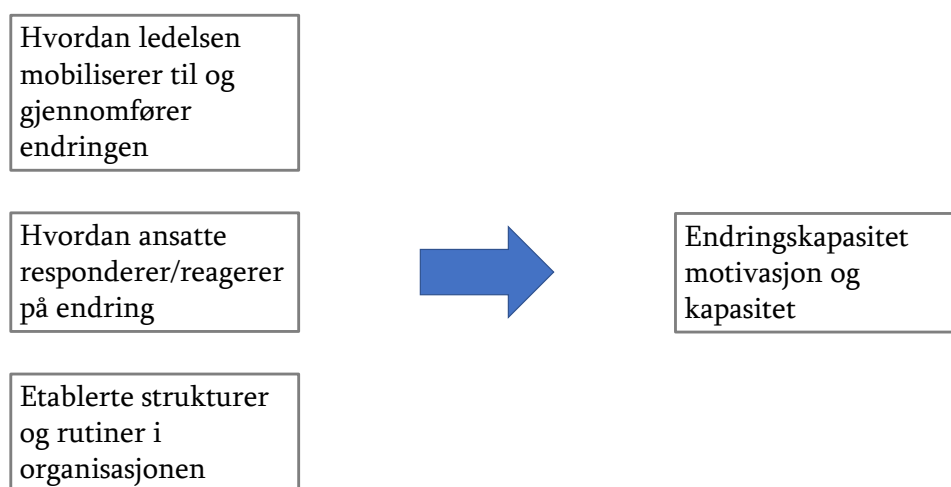 Hvordan ledelsen
mobiliserer til og
gjennomfører
endringen
Hvordan ansatte
responderer/reagerer
på endring
Etablerte strukturer
og rutiner i
organisasjonen
Endringskapasitet
motivasjon og
kapasitet